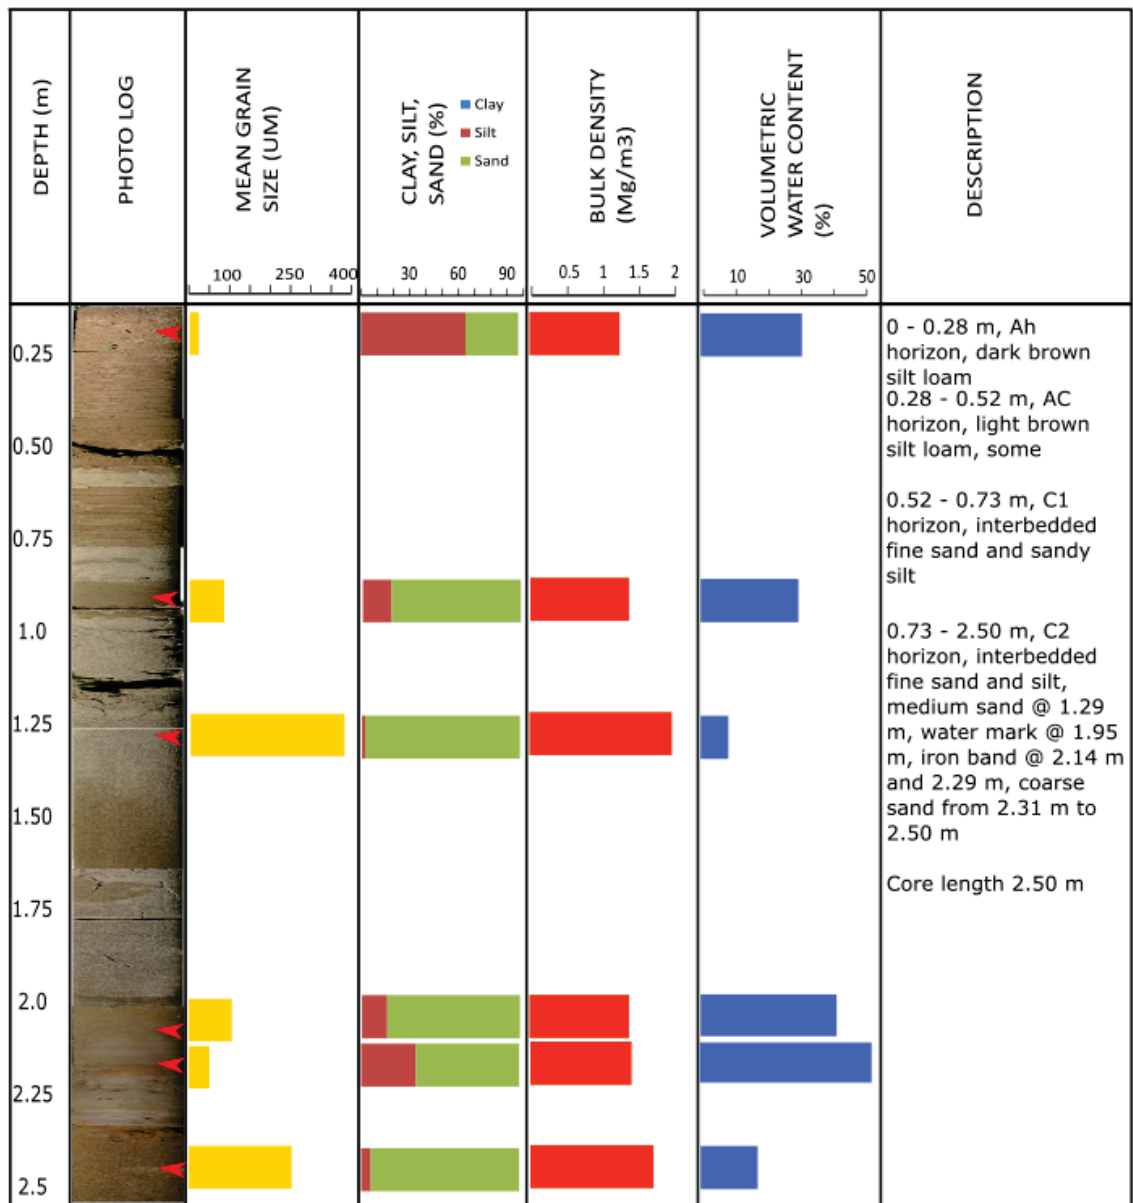 DEPTH (m)
PHOTO LOG
MEAN GRAIN
SIZE (UM)
CLAY, SILT,
SAND (%)
Clay
Silt
Sand
BULK DENSITY
(Mg/m3)
VOLUMETRIC
WATER CONTENT
(%)
DESCRIPTION
100 250 400
30 60 90
0.5 1 1.5 2
10 30 50
0.25
0.50
0.75
1.0
1.25
1.50
1.75
2.0
2.25
2.5
0 - 0.28 m, Ah
horizon, dark brown
silt loam
0.28 - 0.52 m, AC
horizon, light brown
silt loam, some
0.52 - 0.73 m, C1
horizon, interbedded
fine sand and sandy
silt
0.73 - 2.50 m, C2
horizon, interbedded
fine sand and silt,
medium sand @ 1.29
m, water mark @ 1.95
m, iron band @ 2.14 m
and 2.29 m, coarse
sand from 2.31 m to
2.50 m
Core length 2.50 m